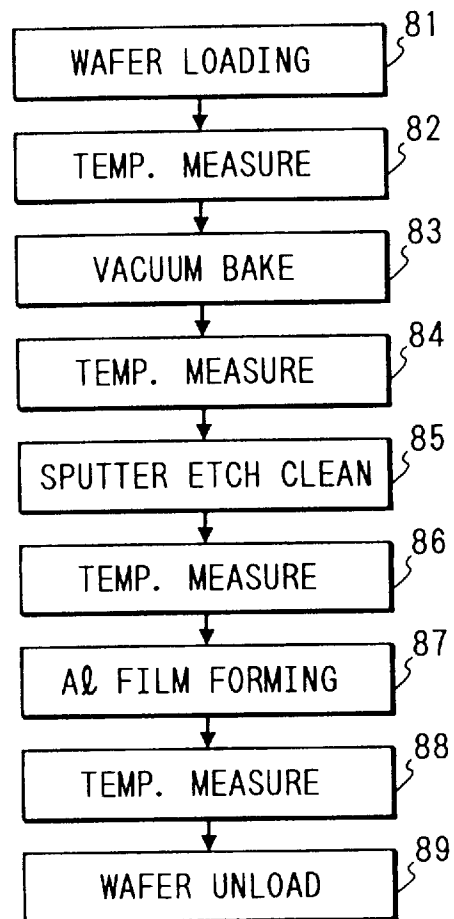 81
WAFER LOADING
82
TEMP. MEASURE
83
VACUUM BAKE
84
TEMP. MEASURE
85
SPUTTER ETCH CLEAN
86
TEMP. MEASURE
87
Aℓ FILM FORMING
88
TEMP. MEASURE
89
WAFER UNLOAD